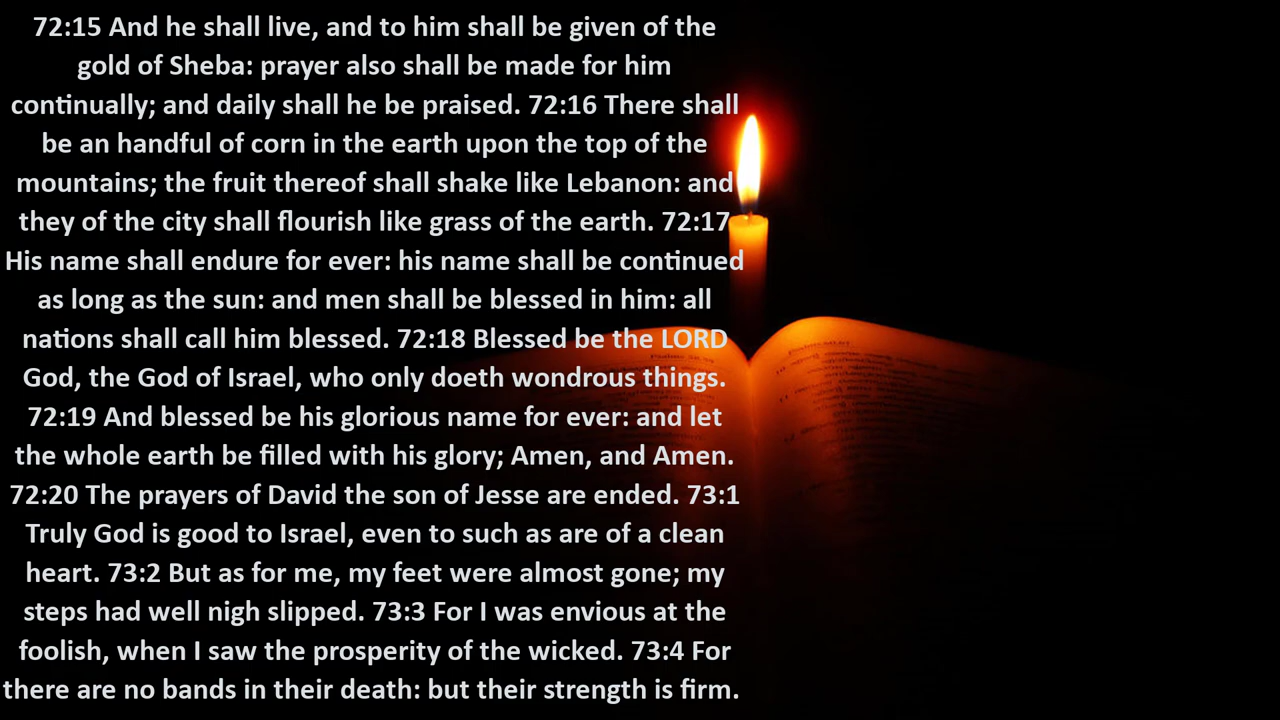 72:15 And he shall live, and to him shall be given of the
gold of Sheba: prayer also shall be made for him
continually; and daily shall he be praised. 72:16 There shall
be an handful of corn in the earth upon the top of the
mountains; the fruit thereof shall shake like Lebanon: and
they of the city shall flourish like grass of the earth. 72:17
His name shall endure for ever: his name shall be continued
as long as the sun: and men shall be blessed in him: all
nations shall call him blessed. 72:18 Blessed be the LORD
God, the God of Israel, who only doeth wondrous things.
72:19 And blessed be his glorious name for ever: and let
the whole earth be filled with his glory; Amen, and Amen.
72:20 The prayers of David the son of Jesse are ended. 73:1
Truly God is good to Israel, even to such as are of a clean
heart. 73:2 But as for me, my feet were almost gone; my
steps had well nigh slipped. 73:3 For I was envious at the
foolish, when I saw the prosperity of the wicked. 73:4 For
there are no bands in their death: but their strength is firm.